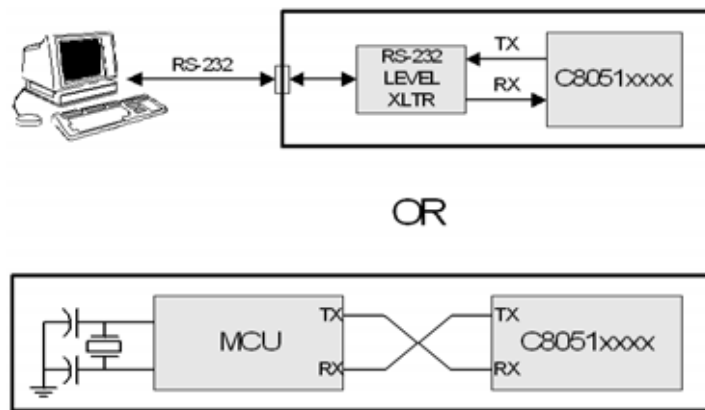 RS-232
RS-232
LEVEL
XLTR
TX
RX
C8051xxxx
OR
MCU
TX
RX
TX
RX
C8051xxxx